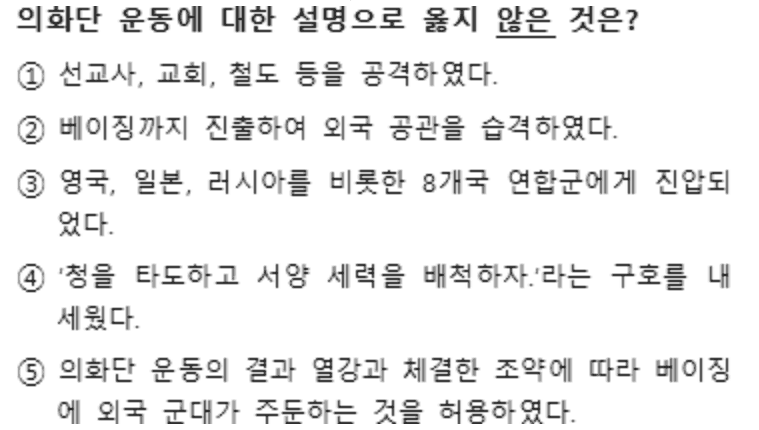 의화단 운동에 대한 설명으로 옳지 않은 것은?
① 선교사, 교회, 철도 등을 공격하였다.
② 베이징까지 진출하여 외국 공관을 습격하였다.
③ 영국, 일본, 러시아를 비롯한 8개국 연합군에게 진압되
었다.
④ '청을 타도하고 서양 세력을 배척하자.'라는 구호를 내
세웠다.
⑤ 의화단 운동의 결과 열강과 체결한 조약에 따라 베이징
에 외국 군대가 주둔하는 것을 허용하였다.